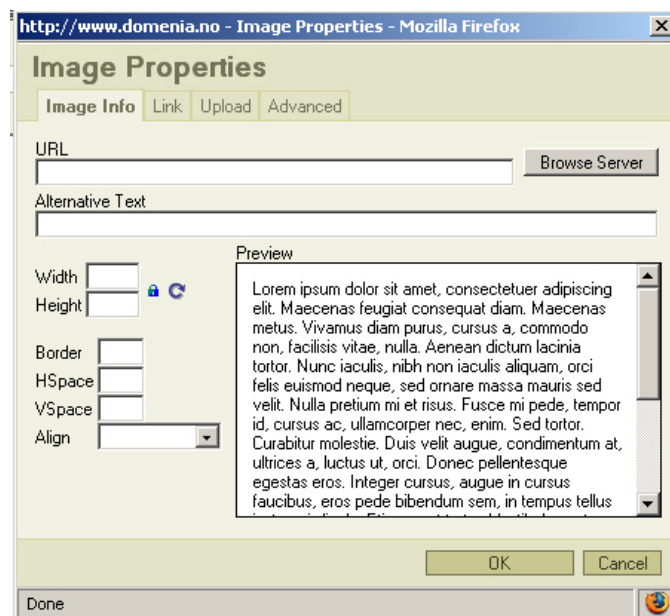 http://www.domenia.no - Image Properties - Mozilla Firefox
Image Properties
Image Info Link Upload Advanced
URL
Browse Server
Alternative Text
Width
Height
Border
HSpace
VSpace
Align
Preview
Lorem ipsum dolor sit amet, consectetuer adipiscing
elit. Maecenas feugiat consequat diam. Maecenas
metus. Vivamus diam purus, cursus a, commodo
non, facilisis vitae, nulla. Aenean dictum lacinia
tortor. Nunc iaculis, nibh non iaculis aliquam, orci
felis euismod neque, sed ornare massa mauris sed
velit. Nulla pretium mi et risus. Fusce mi pede, tempor
id, cursus ac, ullamcorper nec, enim. Sed tortor.
Curabitur molestie. Duis velit augue, condimentum at,
ultrices a, luctus ut, orci. Donec pellentesque
egestas eros. Integer cursus, augue in cursus
faucibus, eros pede bibendum sem, in tempus tellus
OK Cancel
Done